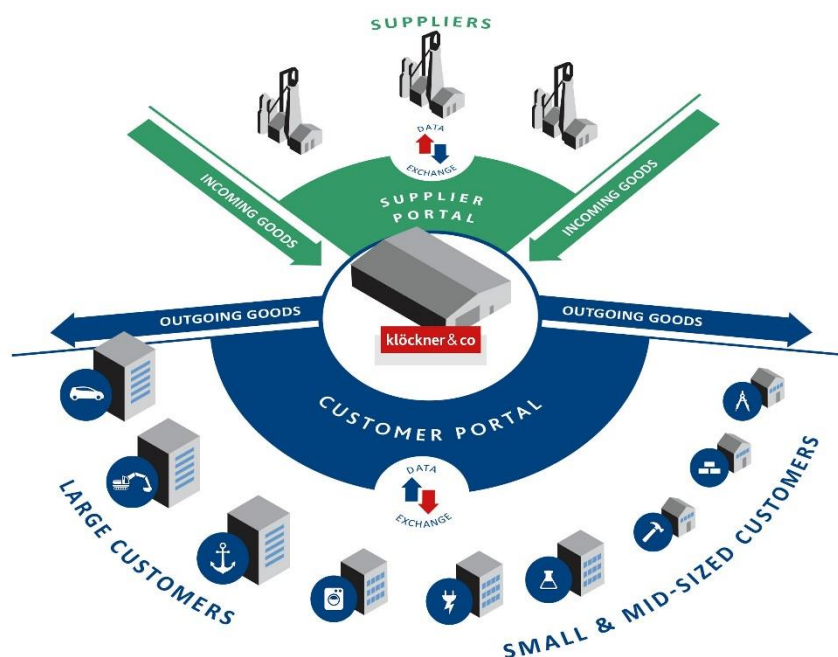 SUPPLIERS
DATA
EXCHANGE
SUPPLIER
PORTAL
INCOMING GOODS
INCOMING GOODS
OUTGOING GOODS
OUTGOING GOODS
klöckner & co
CUSTOMER PORTAL
DATA
EXCHANGE
LARGE CUSTOMERS
SMALL & MID-SIZED CUSTOMERS